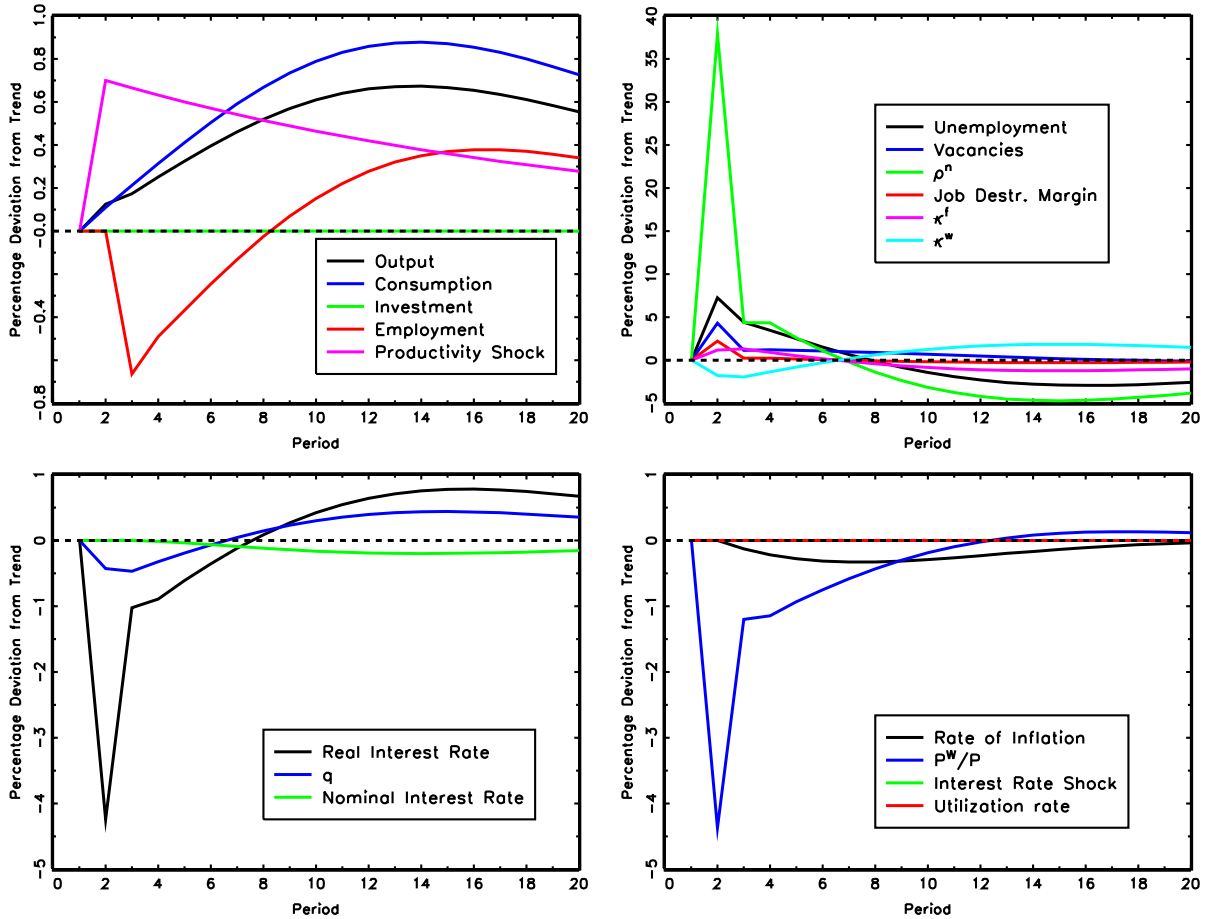 Percentage Deviation from Trend
1.0
0.8
0.6
0.4
0.2
-0.0
-0.4
-0.6
-0.8
Output
Consumption
Investment
Employment
Productivity Shock
0 2 4 6 8 10 12 14 16 18 20
Period
Percentage Deviation from Trend
40
35
30
25
20
15
10
5
0
-5
Unemployment
Vacancies
ρⁿ
Job Destr. Margin
κᶠ
κʷ
0 2 4 6 8 10 12 14 16 18 20
Period
Percentage Deviation from Trend
1
0
-1
-2
-3
-4
-5
Real Interest Rate
q
Nominal Interest Rate
0 2 4 6 8 10 12 14 16 18 20
Period
Percentage Deviation from Trend
1
0
-1
-2
-3
-4
-5
Rate of Inflation
Pᵂ/P
Interest Rate Shock
Utilization rate
0 2 4 6 8 10 12 14 16 18 20
Period